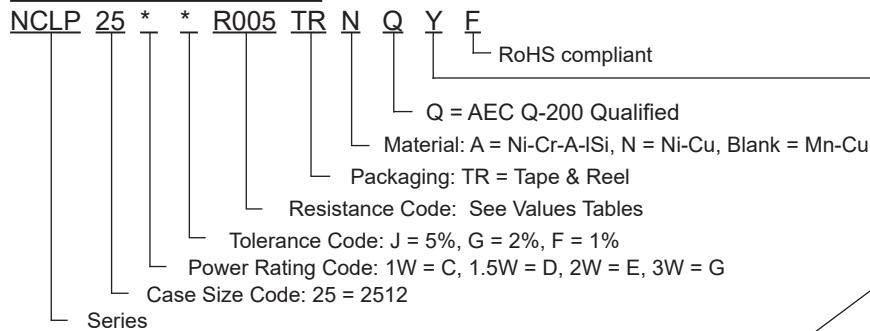 NCLP 25 * * R005 TR N Q Y F
RoHS compliant
Q = AEC Q-200 Qualified
Material: A = Ni-Cr-A-lSi, N = Ni-Cu, Blank = Mn-Cu
Packaging: TR = Tape & Reel
Resistance Code: See Values Tables
Tolerance Code: J = 5%, G = 2%, F = 1%
Power Rating Code: 1W = C, 1.5W = D, 2W = E, 3W = G
Case Size Code: 25 = 2512
Series